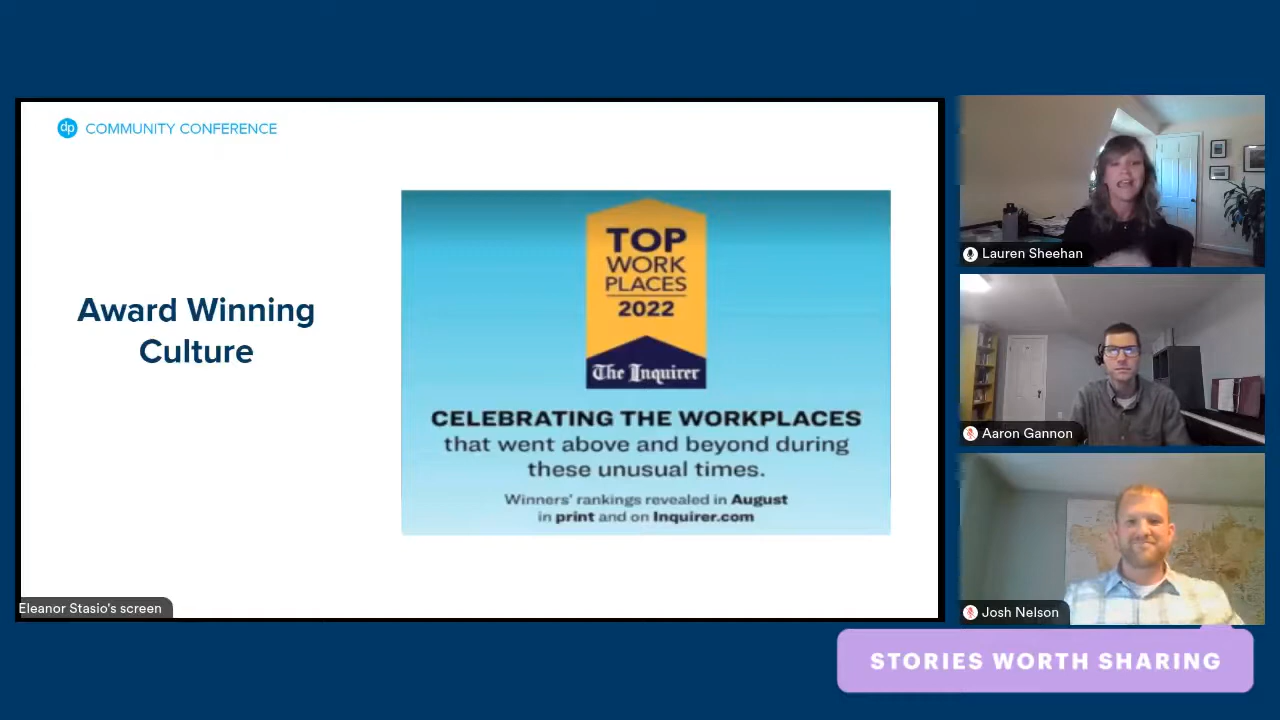 dp COMMUNITY CONFERENCE
Award Winning
Culture
TOP
WORK
PLACES
2022
The Inquirer
CELEBRATING THE WORKPLACES
that went above and beyond during
these unusual times.
Winners' rankings revealed in August
in print and on Inquirer.com
Eleanor Stasio's screen
Lauren Sheehan
Aaron Gannon
Josh Nelson
STORIES WORTH SHARING